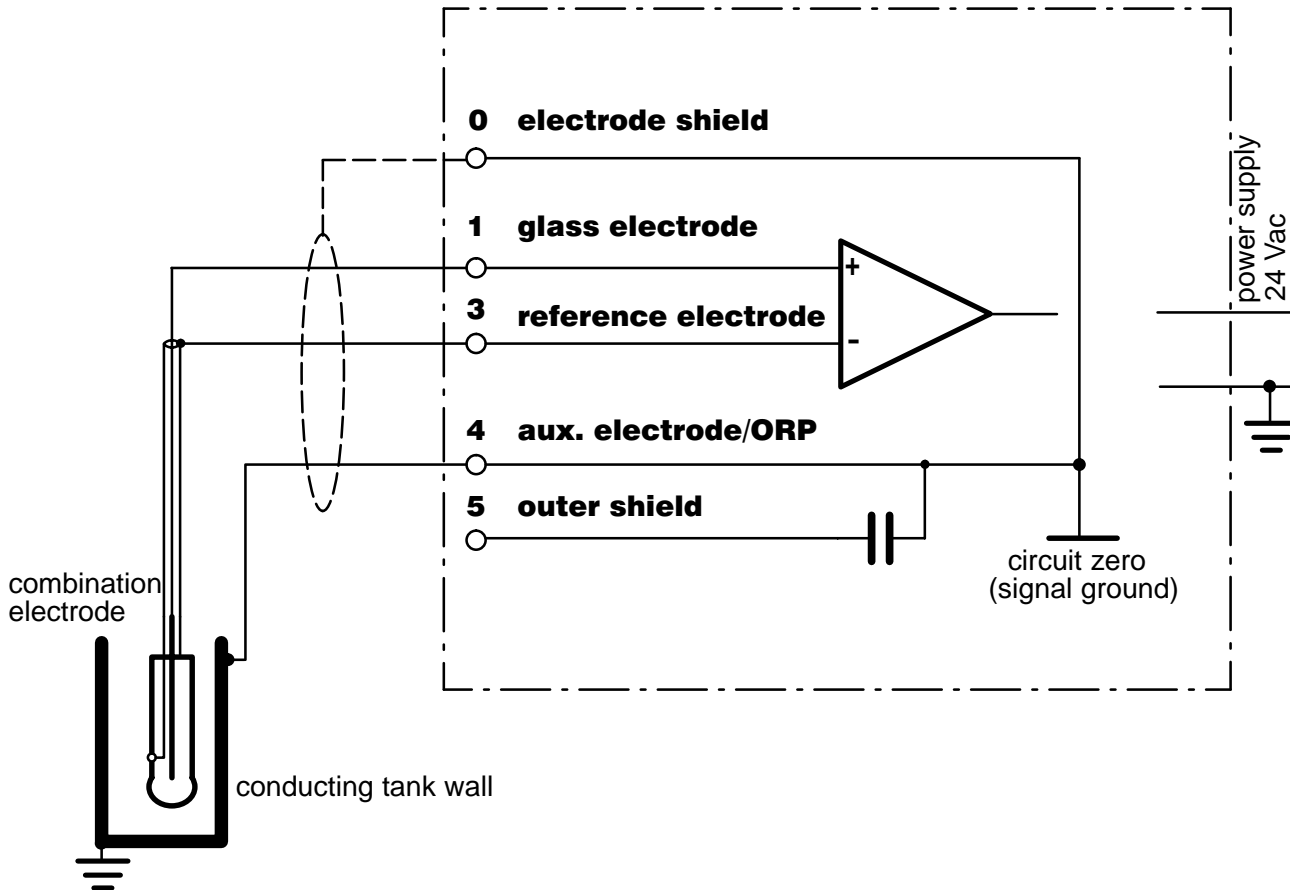 0 electrode shield
1 glass electrode
+
3 reference electrode
-
4 aux. electrode/ORP
5 outer shield
power supply
24 Vac
circuit zero
(signal ground)
combination
electrode
conducting tank wall